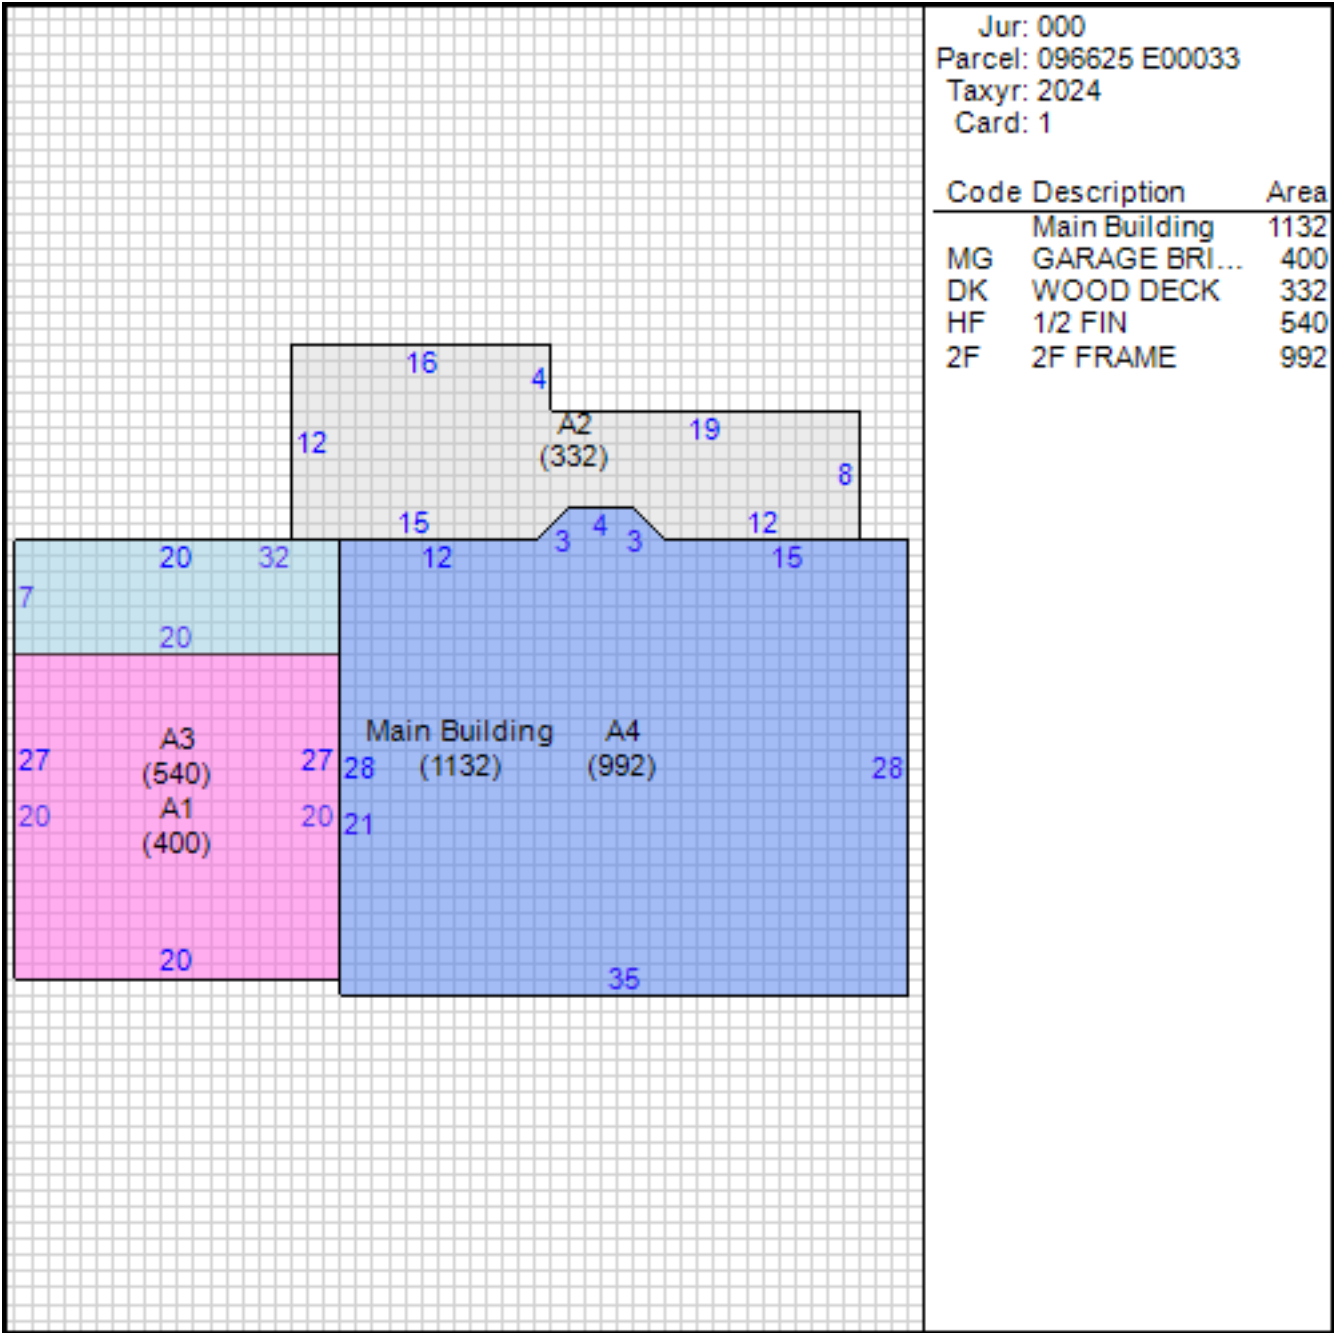 Jur: 000
Parcel: 096625 E00033
Taxyr: 2024
Card: 1
Code Description Area
Main Building 1132
MG GARAGE BRI... 400
DK WOOD DECK 332
HF 1/2 FIN 540
2F 2F FRAME 992
16
4
A2
(332)
19
12
8
15
4
12
3
3
20
32
12
15
7
20
A3
(540)
A1
(400)
27
27
20
20
20
Main Building
(1132)
A4
(992)
28
28
21
35